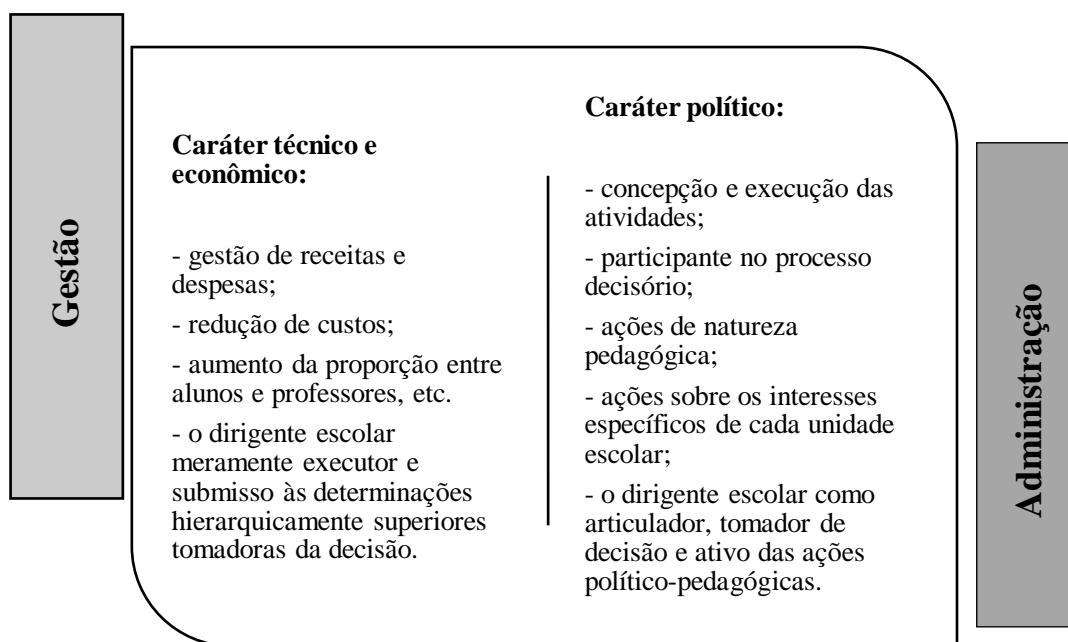 Gestão
Caráter técnico e
econômico:
- gestão de receitas e
despesas;
- redução de custos;
- aumento da proporção entre
alunos e professores, etc.
- o dirigente escolar
meramente executor e
submisso às determinações
hierarquicamente superiores
tomadoras da decisão.
Caráter político:
- concepção e execução das
atividades;
- participante no processo
decisório;
- ações de natureza
pedagógica;
- ações sobre os interesses
específicos de cada unidade
escolar;
- o dirigente escolar como
articulador, tomador de
decisão e ativo das ações
político-pedagógicas.
Administração